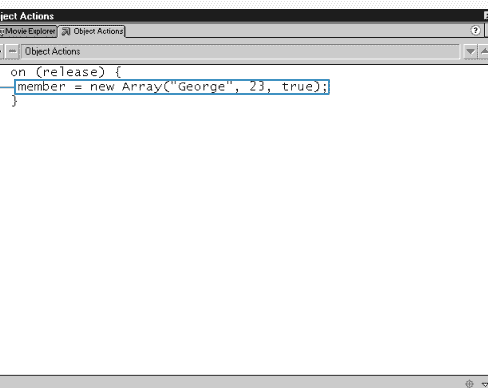 ject Actions
Movie Explorer Object Actions
Object Actions
on (release) {
member = new Array("George", 23, true);
}